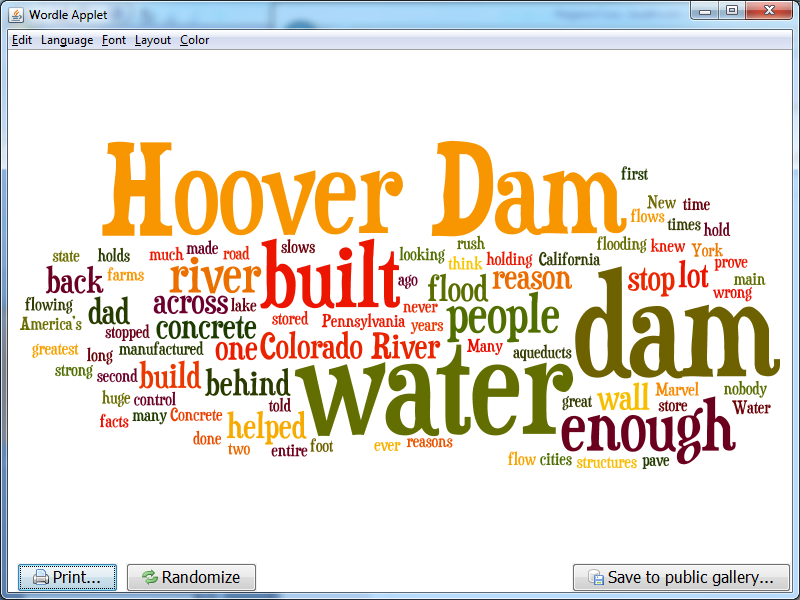 Wordle Applet
Edit Language Font Layout Color
Hoover Dam
first
New time
flows
times hold
state holds much made road slows looking rush flooding knew York
think holding California prove
back farms river built ago flood reason stop lot main
wrong
flowing dad across lake never people dam
America's stopped concrete stored Pennsylvania years
greatest long manufactured one Colorado River Many aqueducts
strong second build behind water great wall Marvel nobody
huge control told store Water
facts many Concrete helped enough
done two entire foot ever reasons
flow cities structures pave
Print... Randomize Save to public gallery...